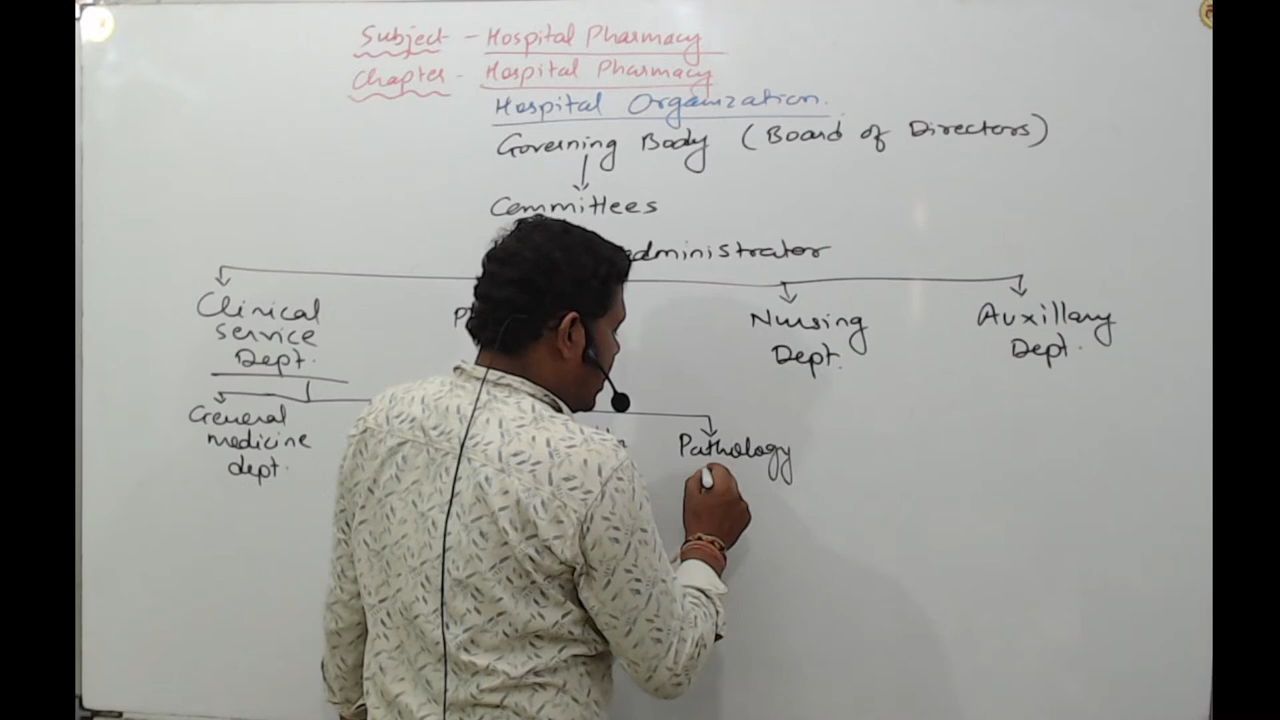 Subject - Hospital Pharmacy
Chapter - Hospital Pharmacy
Hospital Organization.
Governing Body (Board of Directors)
Committees
administrator
Clinical service Dept.
Nursing Dept.
Auxillary Dept.
General medicine dept.
Pathology